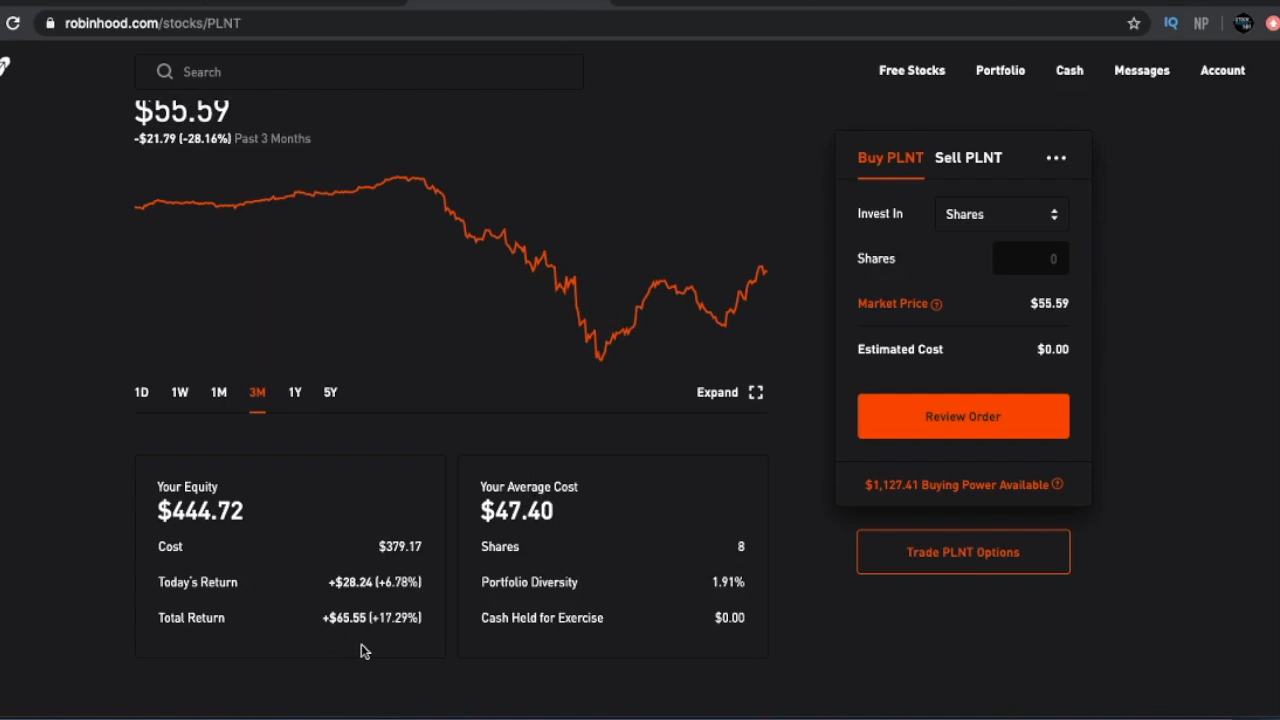 robinhood.com/stocks/PLNT
IQ
NP
Search
Free Stocks
Portfolio
Cash
Messages
Account
$55.59
-$21.79 (-28.16%) Past 3 Months
1D
1W
1M
3M
1Y
5Y
Expand
Your Equity
$444.72
Cost $379.17
Today's Return +$28.24 (+6.78%)
Total Return +$65.55 (+17.29%)
Your Average Cost
$47.40
Shares 8
Portfolio Diversity 1.91%
Cash Held for Exercise $0.00
Buy PLNT Sell PLNT
Invest In Shares
Shares 0
Market Price ? $55.59
Estimated Cost $0.00
Review Order
$1,127.41 Buying Power Available ?
Trade PLNT Options